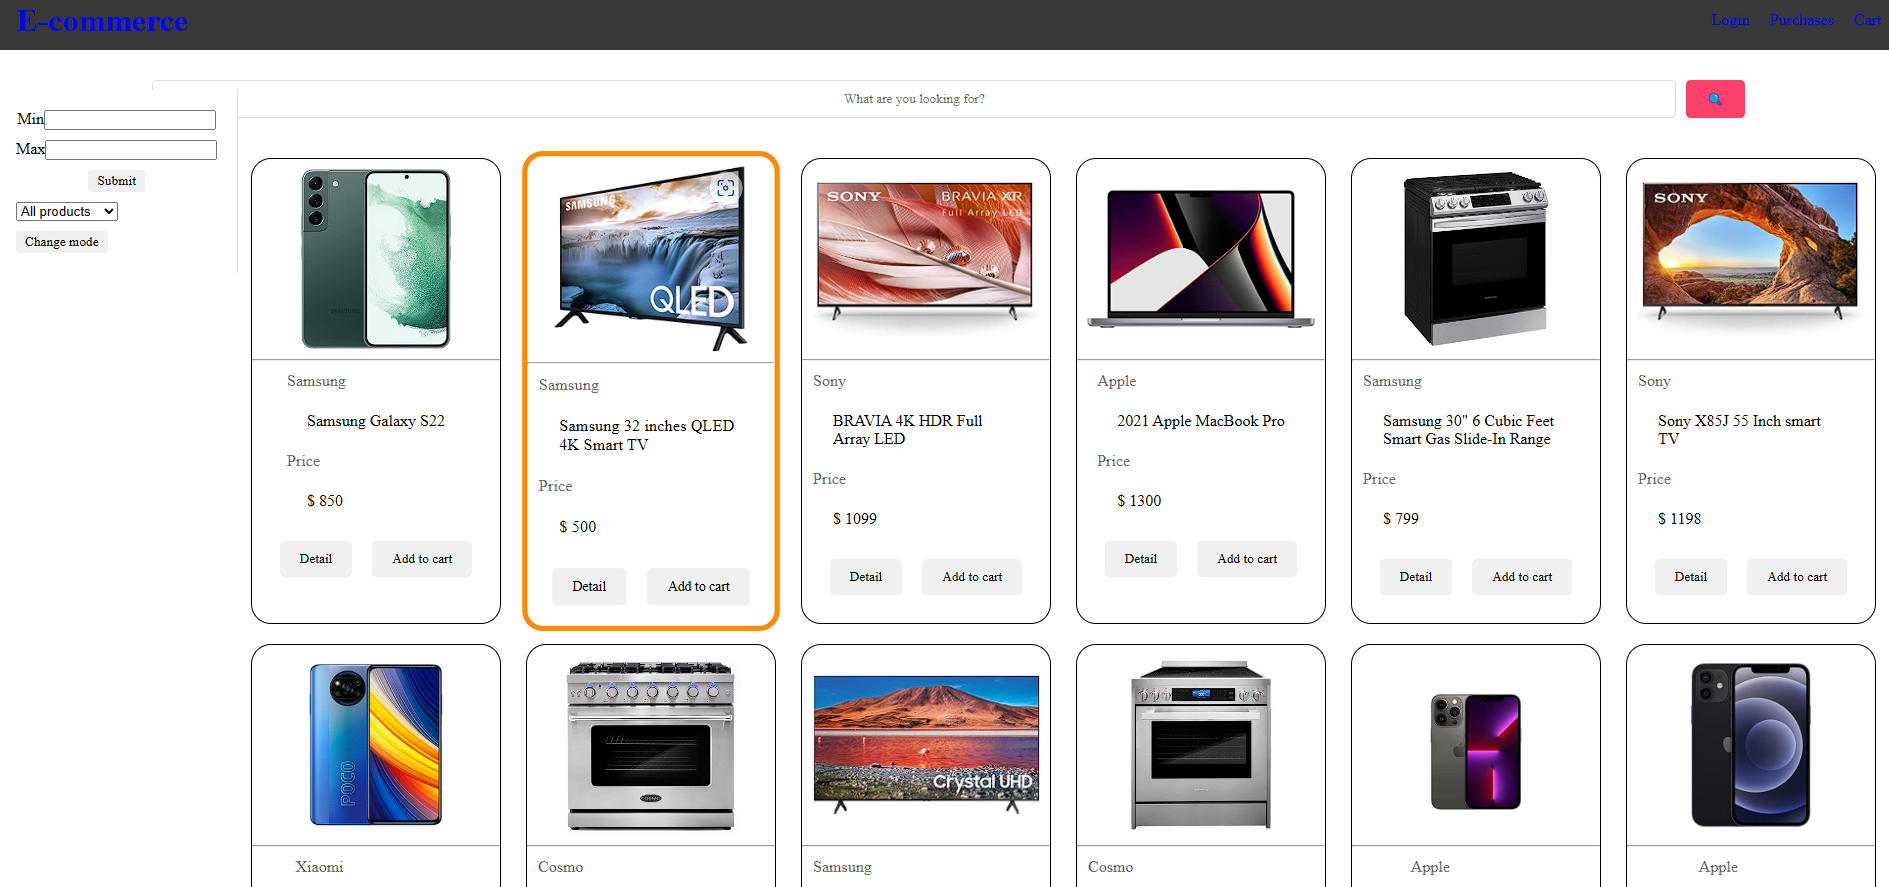 E-commerce
Login Purchases Cart
What are you looking for?
Min
Max
Submit
All products
Change mode
SAMSUNG
QLED
SONY
BRAVIA XR
Full Array LED
SONY
Samsung
Samsung Galaxy S22
Price
$ 850
Detail Add to cart
Samsung
Samsung 32 inches QLED
4K Smart TV
Price
$ 500
Detail Add to cart
Sony
BRAVIA 4K HDR Full
Array LED
Price
$ 1099
Detail Add to cart
Apple
2021 Apple MacBook Pro
Price
$ 1300
Detail Add to cart
Samsung
Samsung 30" 6 Cubic Feet
Smart Gas Slide-In Range
Price
$ 799
Detail Add to cart
Sony
Sony X85J 55 Inch smart
TV
Price
$ 1198
Detail Add to cart
POCO
Crystal UHD
Xiaomi
Cosmo
Samsung
Cosmo
Apple
Apple